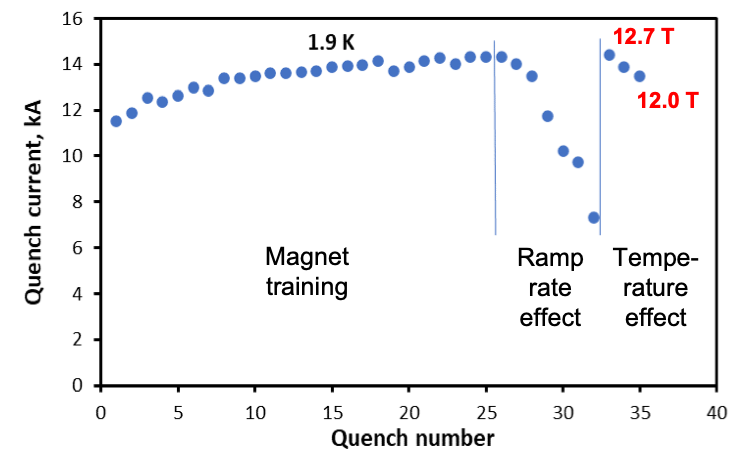 16
14
12
10
8
6
4
2
0
Quench current, kA
1.9 K
12.7 T
12.0 T
Magnet
training
Ramp
rate
effect
Tempe-
rature
effect
0 5 10 15 20 25 30 35 40
Quench number